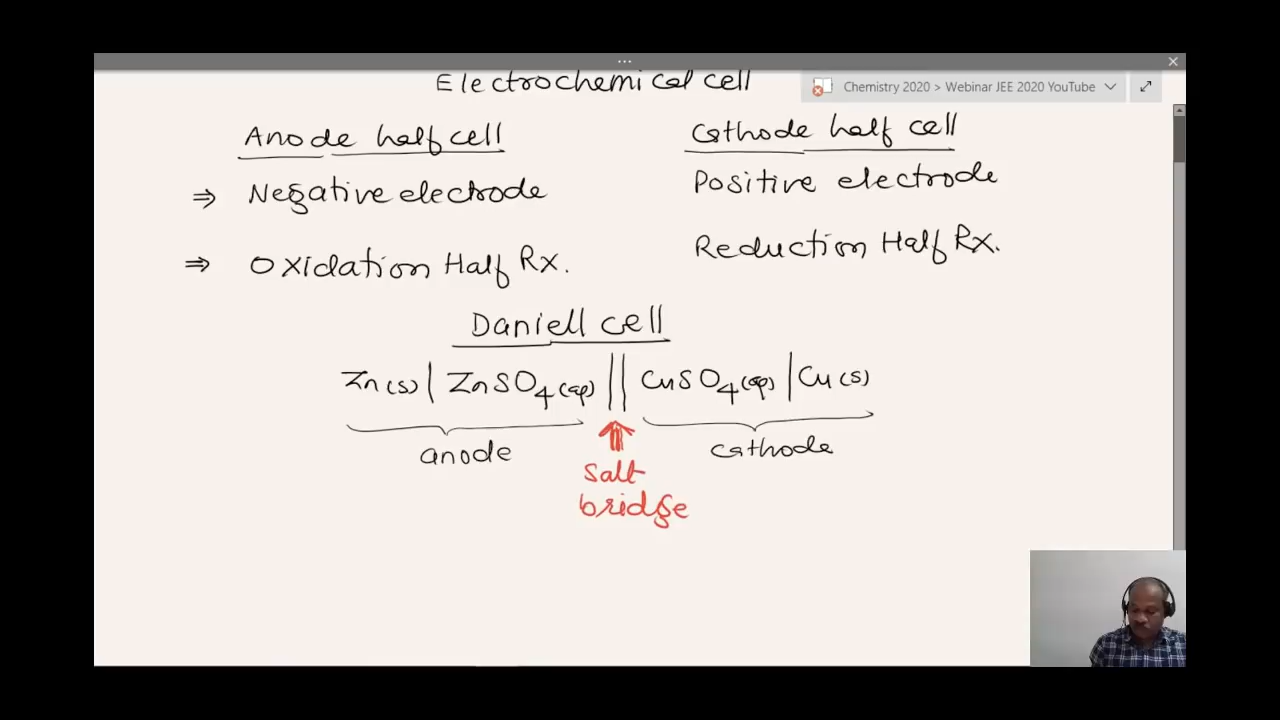 Electrochemical cell
Chemistry 2020 > Webinar JEE 2020 YouTube
Anode half cell
Cathode half cell
⇒ Negative electrode
Positive electrode
⇒ Oxidation Half Rx.
Reduction Half Rx.
Daniell cell
Zn(s) | ZnSO4(aq) || CuSO4(aq) | Cu(s)
anode
cathode
Salt
bridge